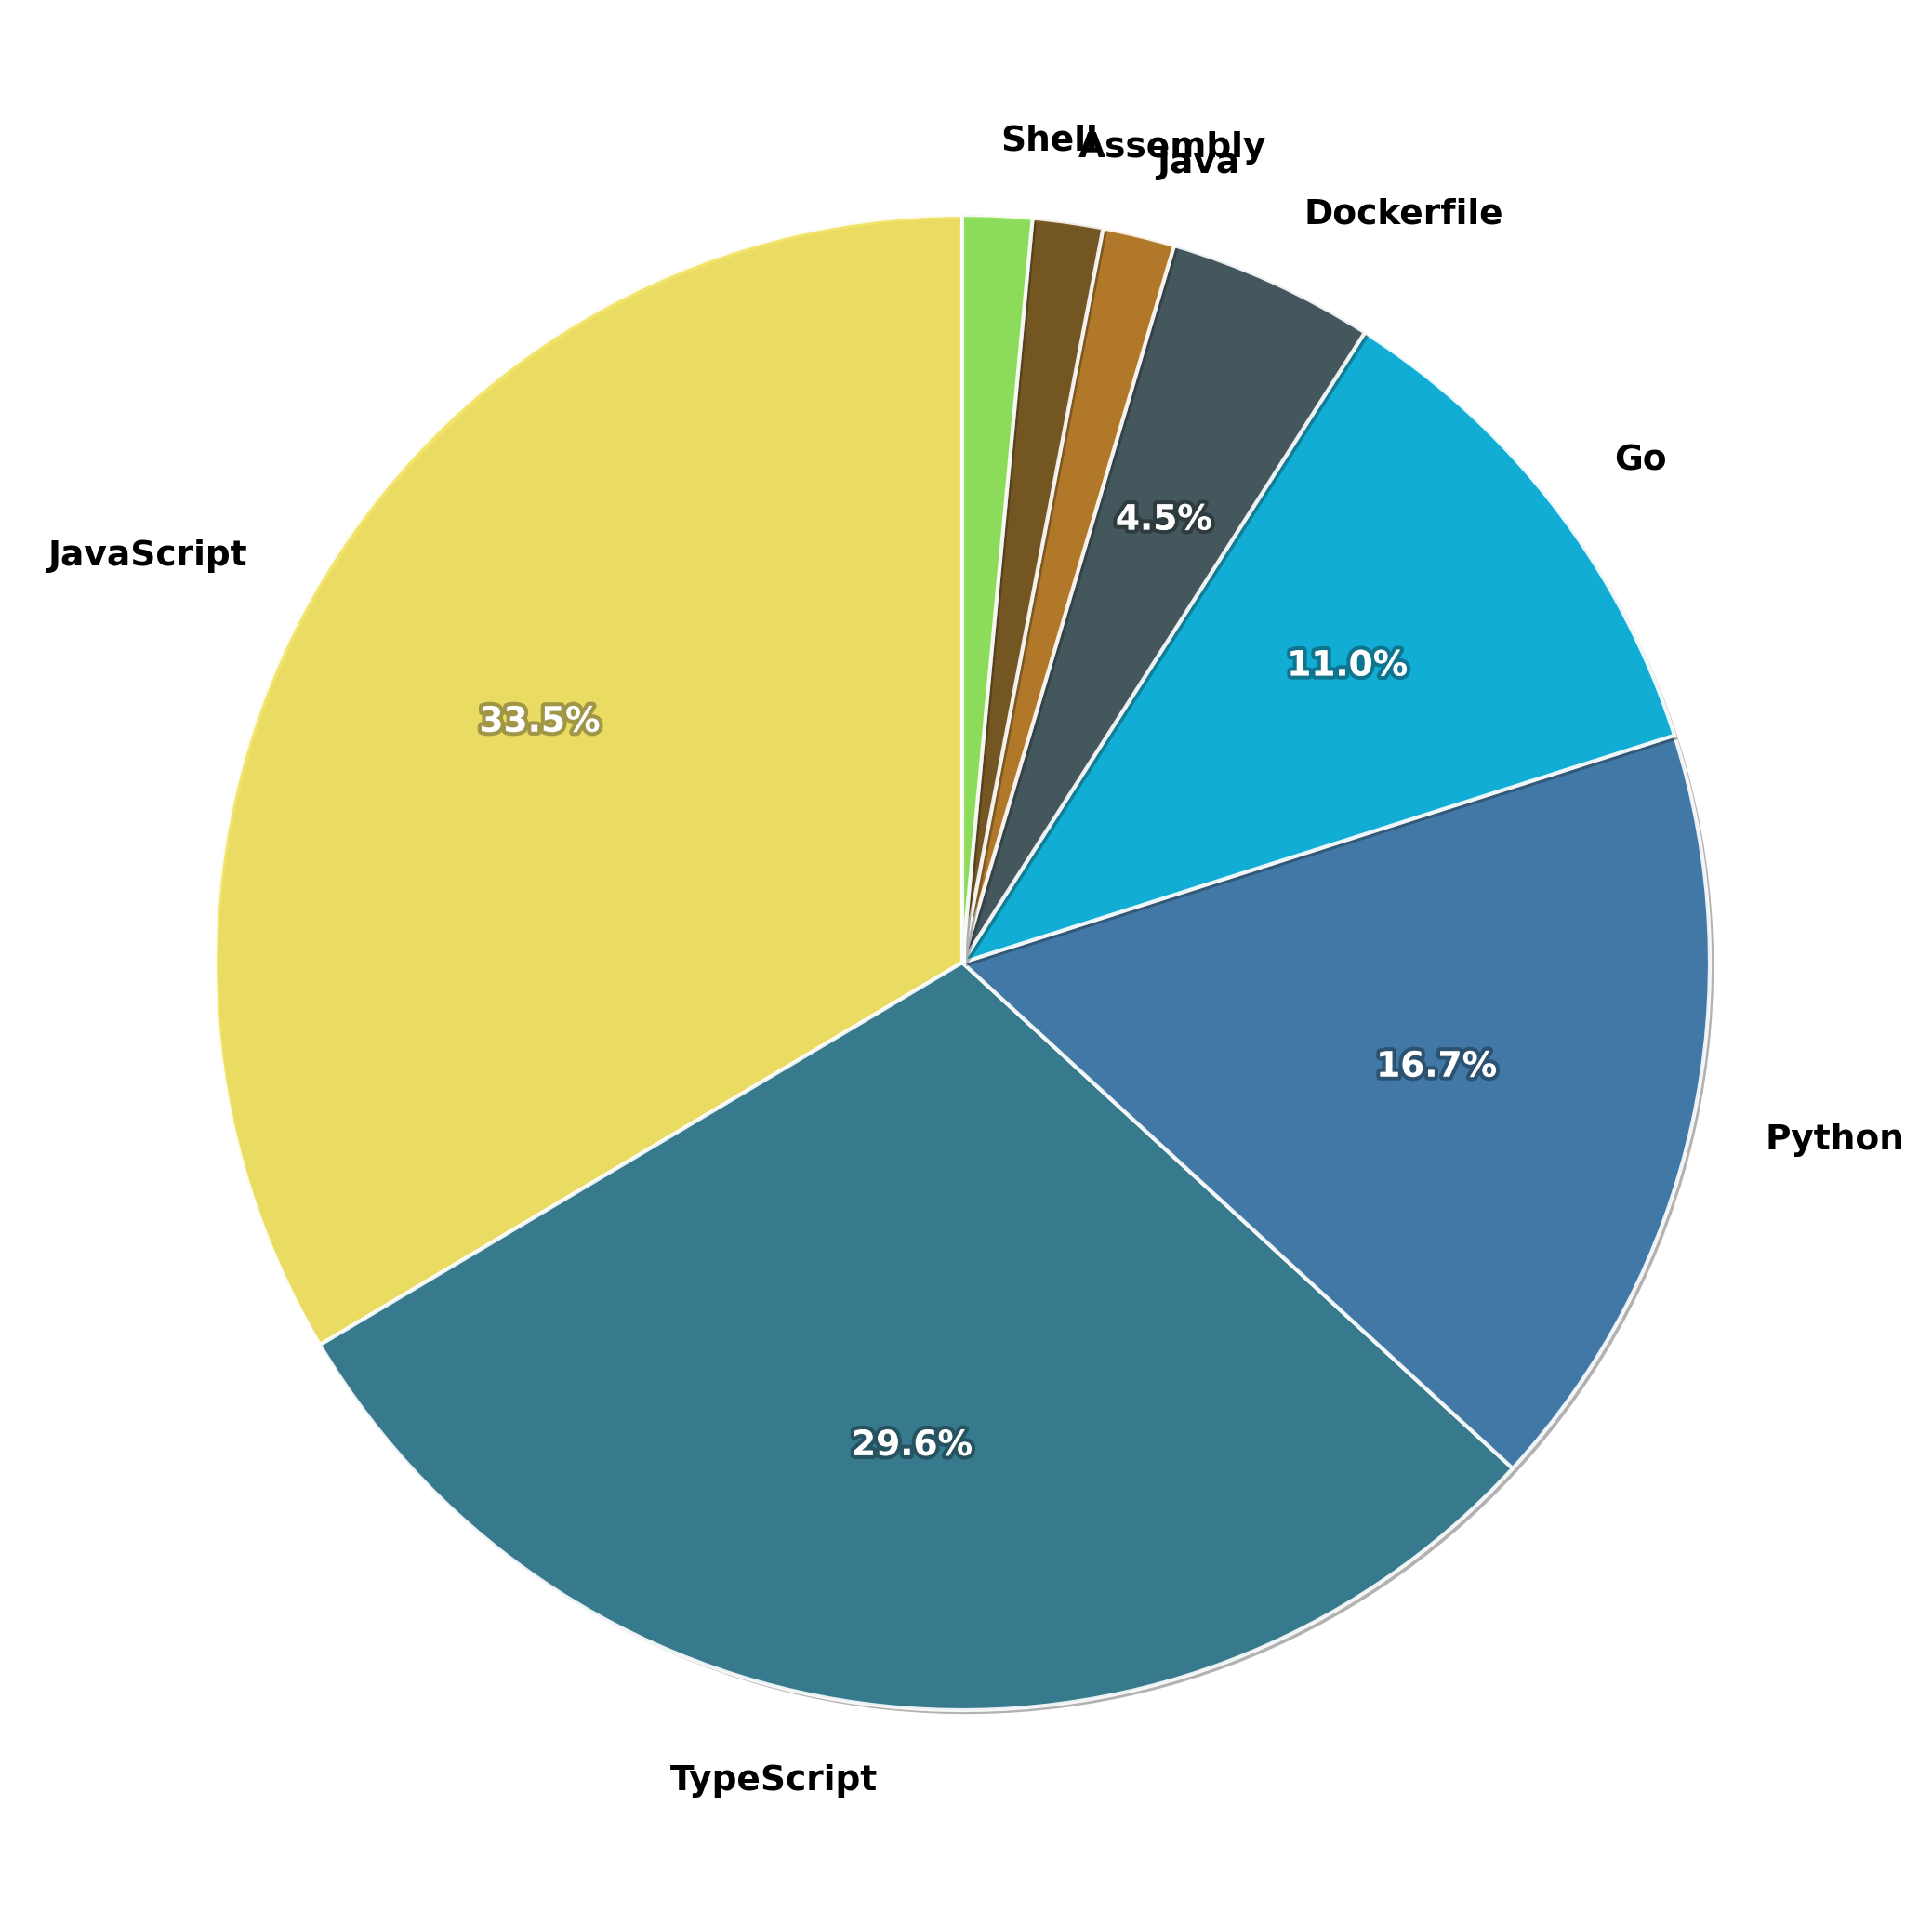 Shell
Assembly
Java
Dockerfile
Go
JavaScript
4.5%
11.0%
33.5%
16.7%
Python
29.6%
TypeScript